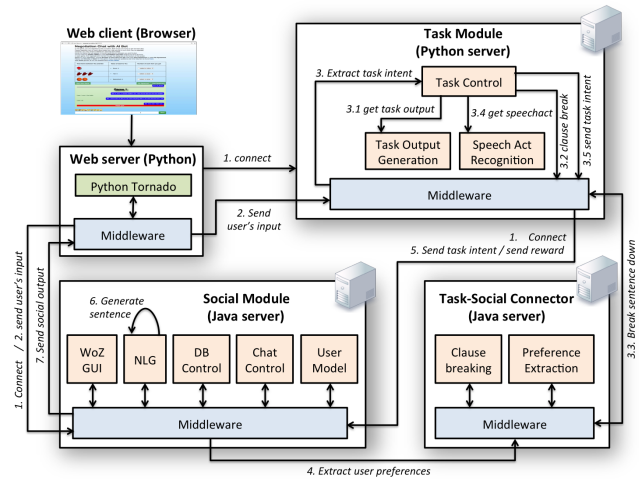 Web client (Browser)
Negotiation Chat with AI Bot
Task Module
(Python server)
3. Extract task intent
Task Control
3.1 get task output
3.4 get speechact
3.2 clause break
3.5 send task intent
Task Output
Generation
Speech Act
Recognition
Middleware
Web server (Python)
1. connect
Python Tornado
Middleware
2. Send
user's input
1. Connect
5. Send task intent / send reward
1. Connect / 2. send user's input
7. Send social output
3.3. Break sentence down
6. Generate
sentence
Social Module
(Java server)
WoZ
GUI
NLG
DB
Control
Chat
Control
User
Model
Middleware
Task-Social Connector
(Java server)
Clause
breaking
Preference
Extraction
Middleware
4. Extract user preferences